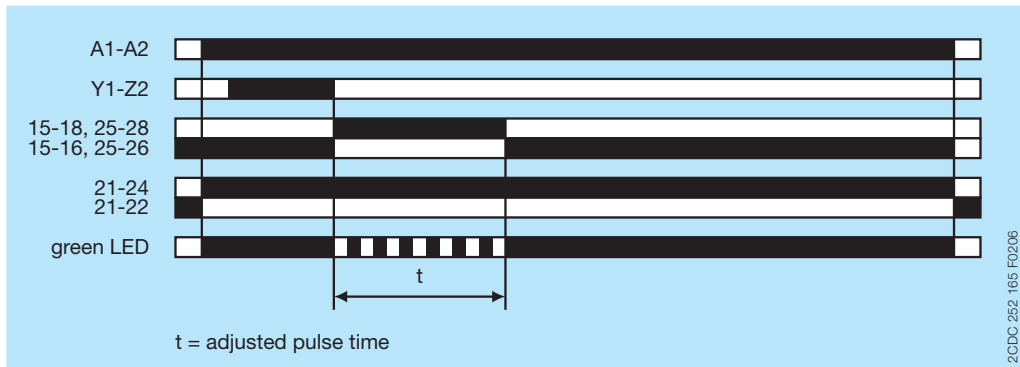 A1-A2
Y1-Z2
15-18, 25-28
15-16, 25-26
21-24
21-22
green LED
t
t = adjusted pulse time
2CDC 252 165 F0206